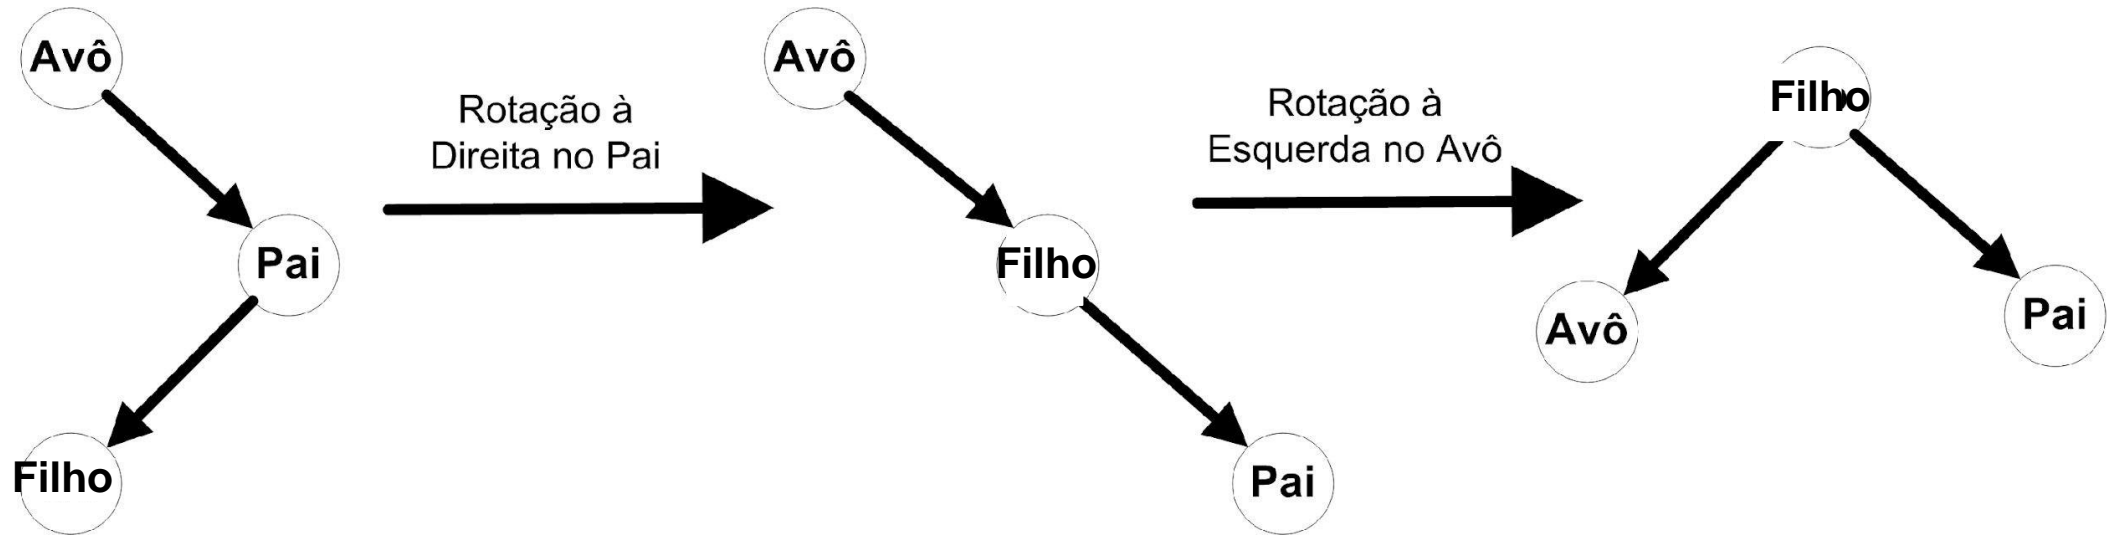 Avô
Pai
Filho
Rotação à
Direita no Pai
Avô
Filho
Pai
Rotação à
Esquerda no Avô
Filho
Avô
Pai